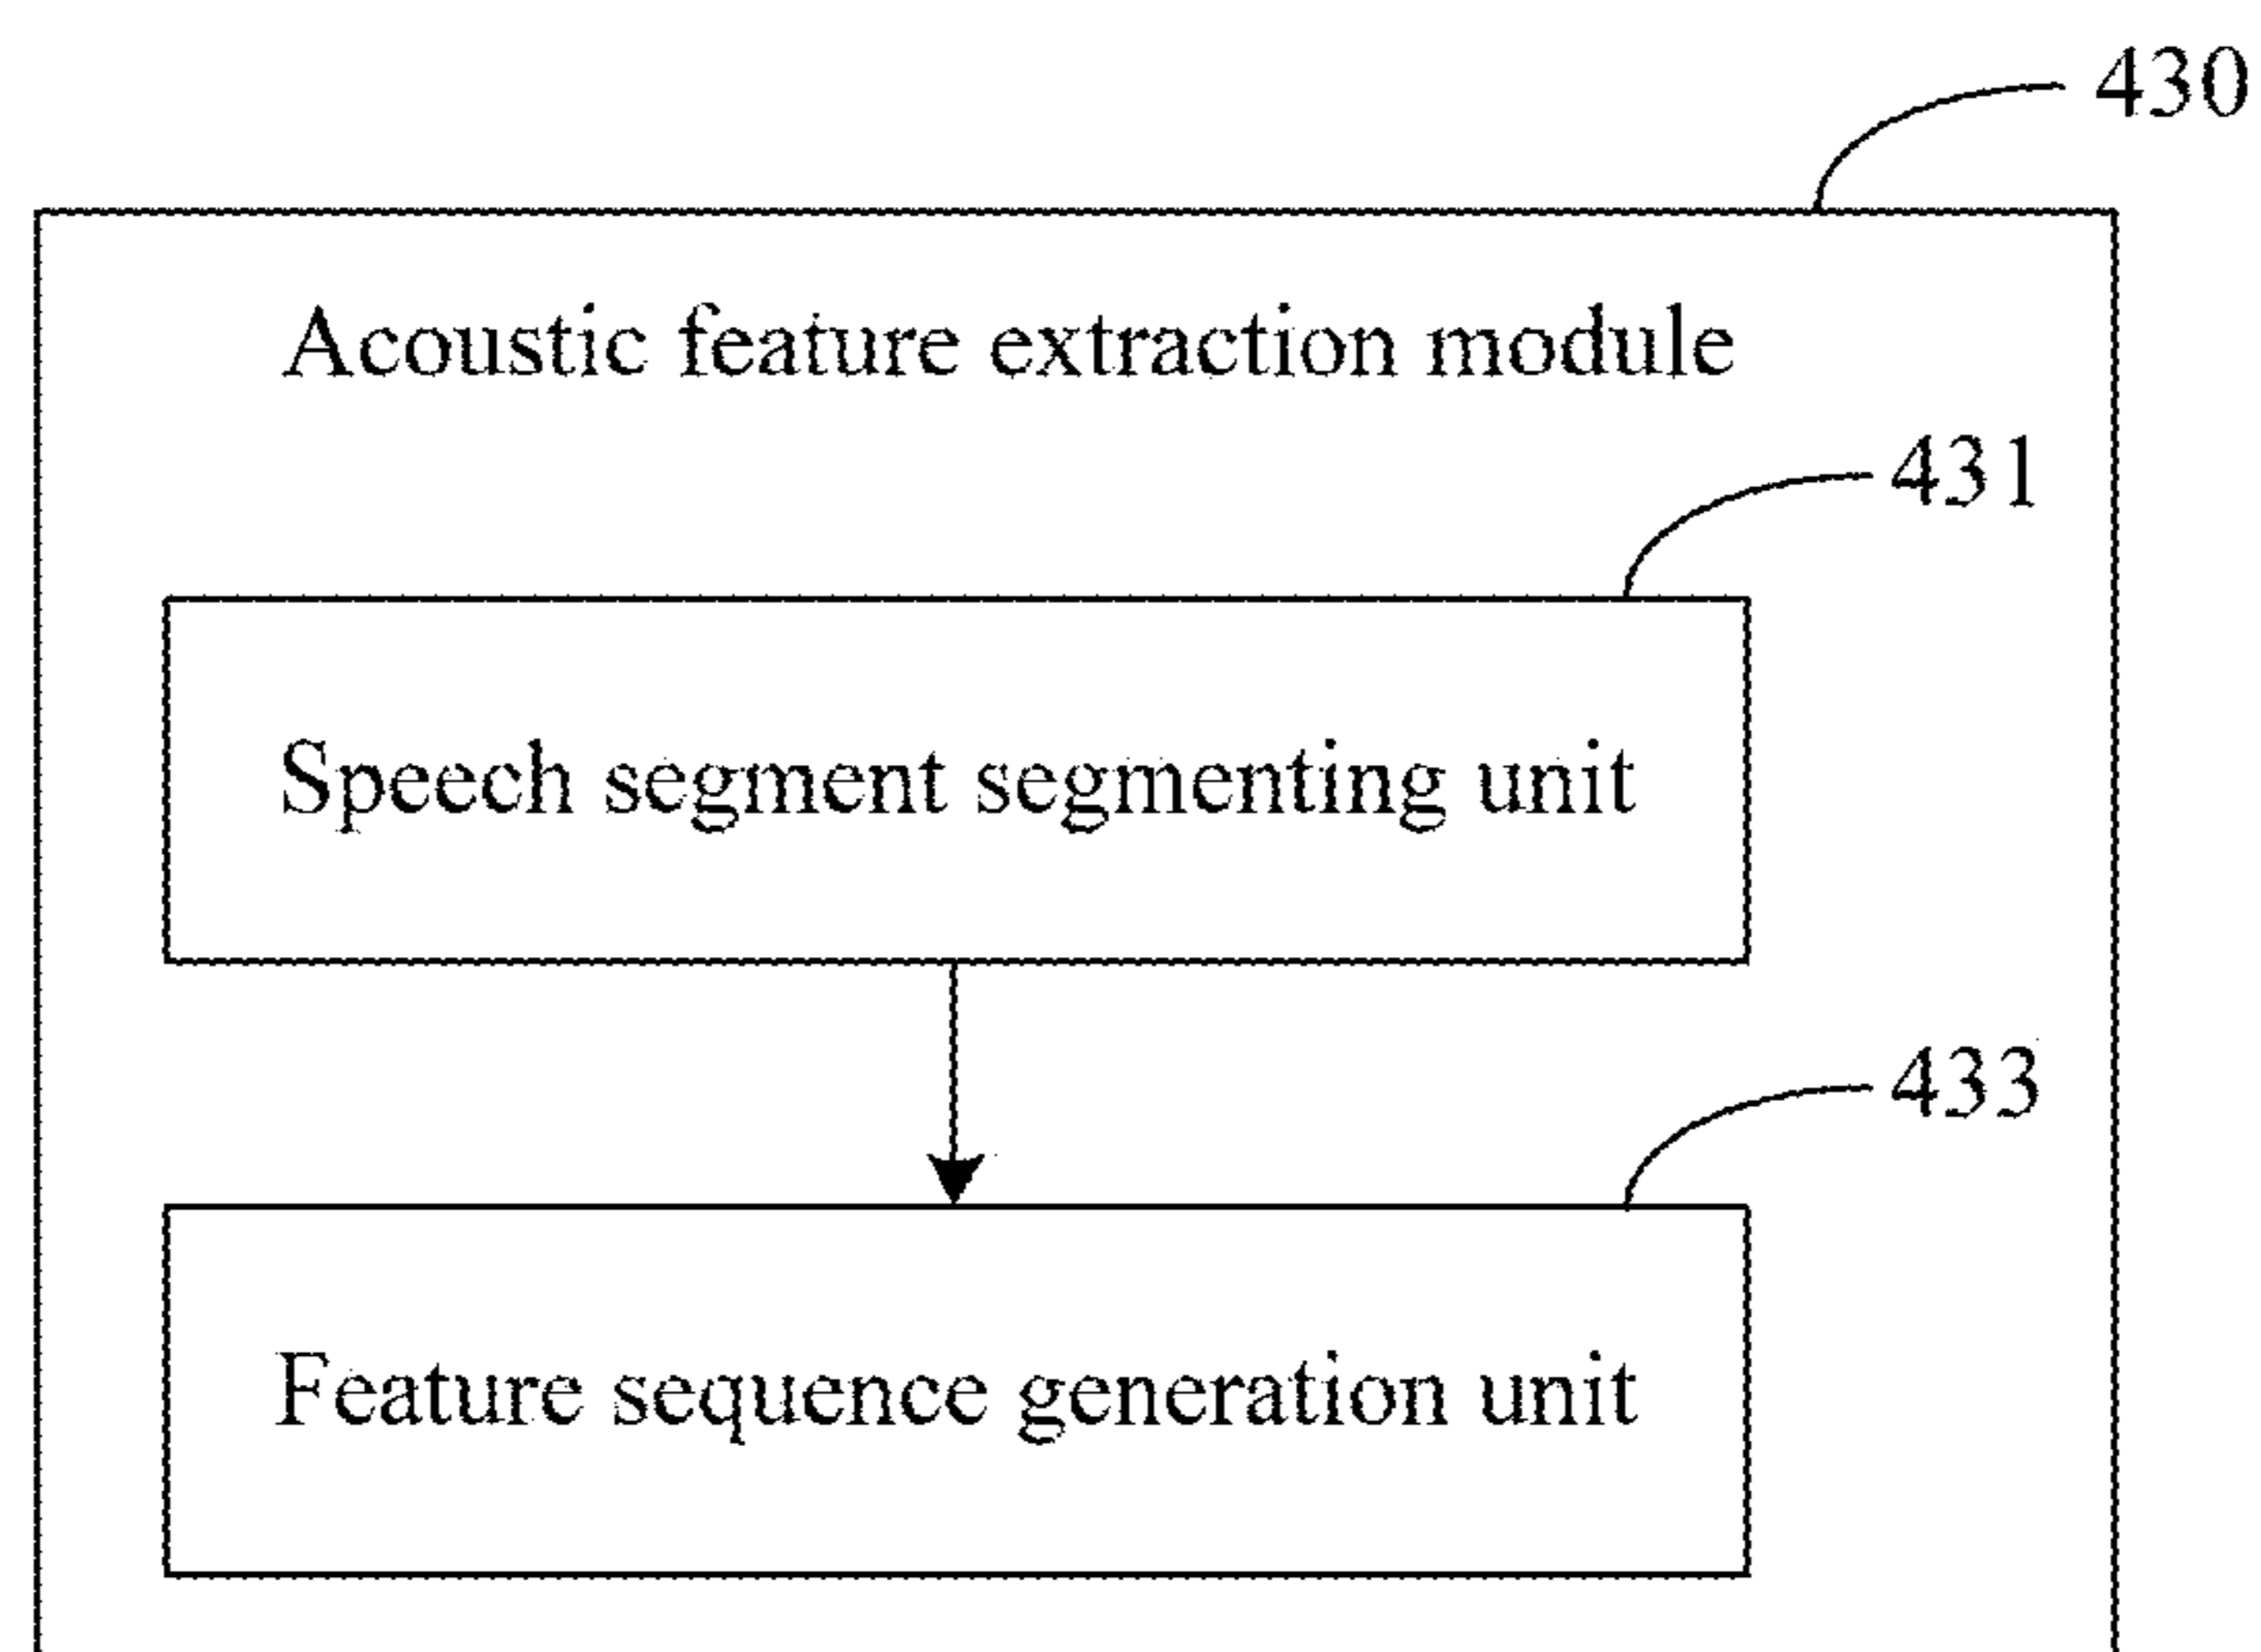 430
Acoustic feature extraction module
431
Speech segment segmenting unit
433
Feature sequence generation unit